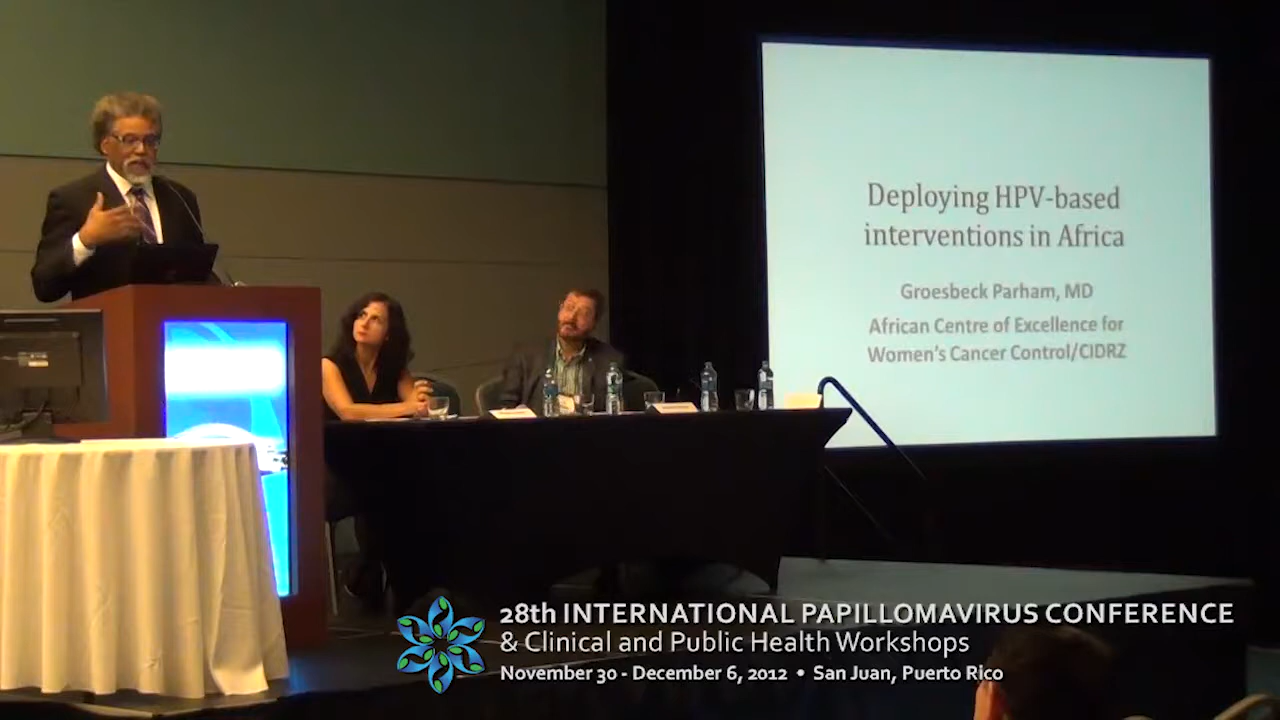 Deploying HPV-based
interventions in Africa
Groesbeck Parham, MD
African Centre of Excellence for
Women's Cancer Control/CIDRZ
28th INTERNATIONAL PAPILLOMAVIRUS CONFERENCE
& Clinical and Public Health Workshops
November 30 - December 6, 2012 • San Juan, Puerto Rico